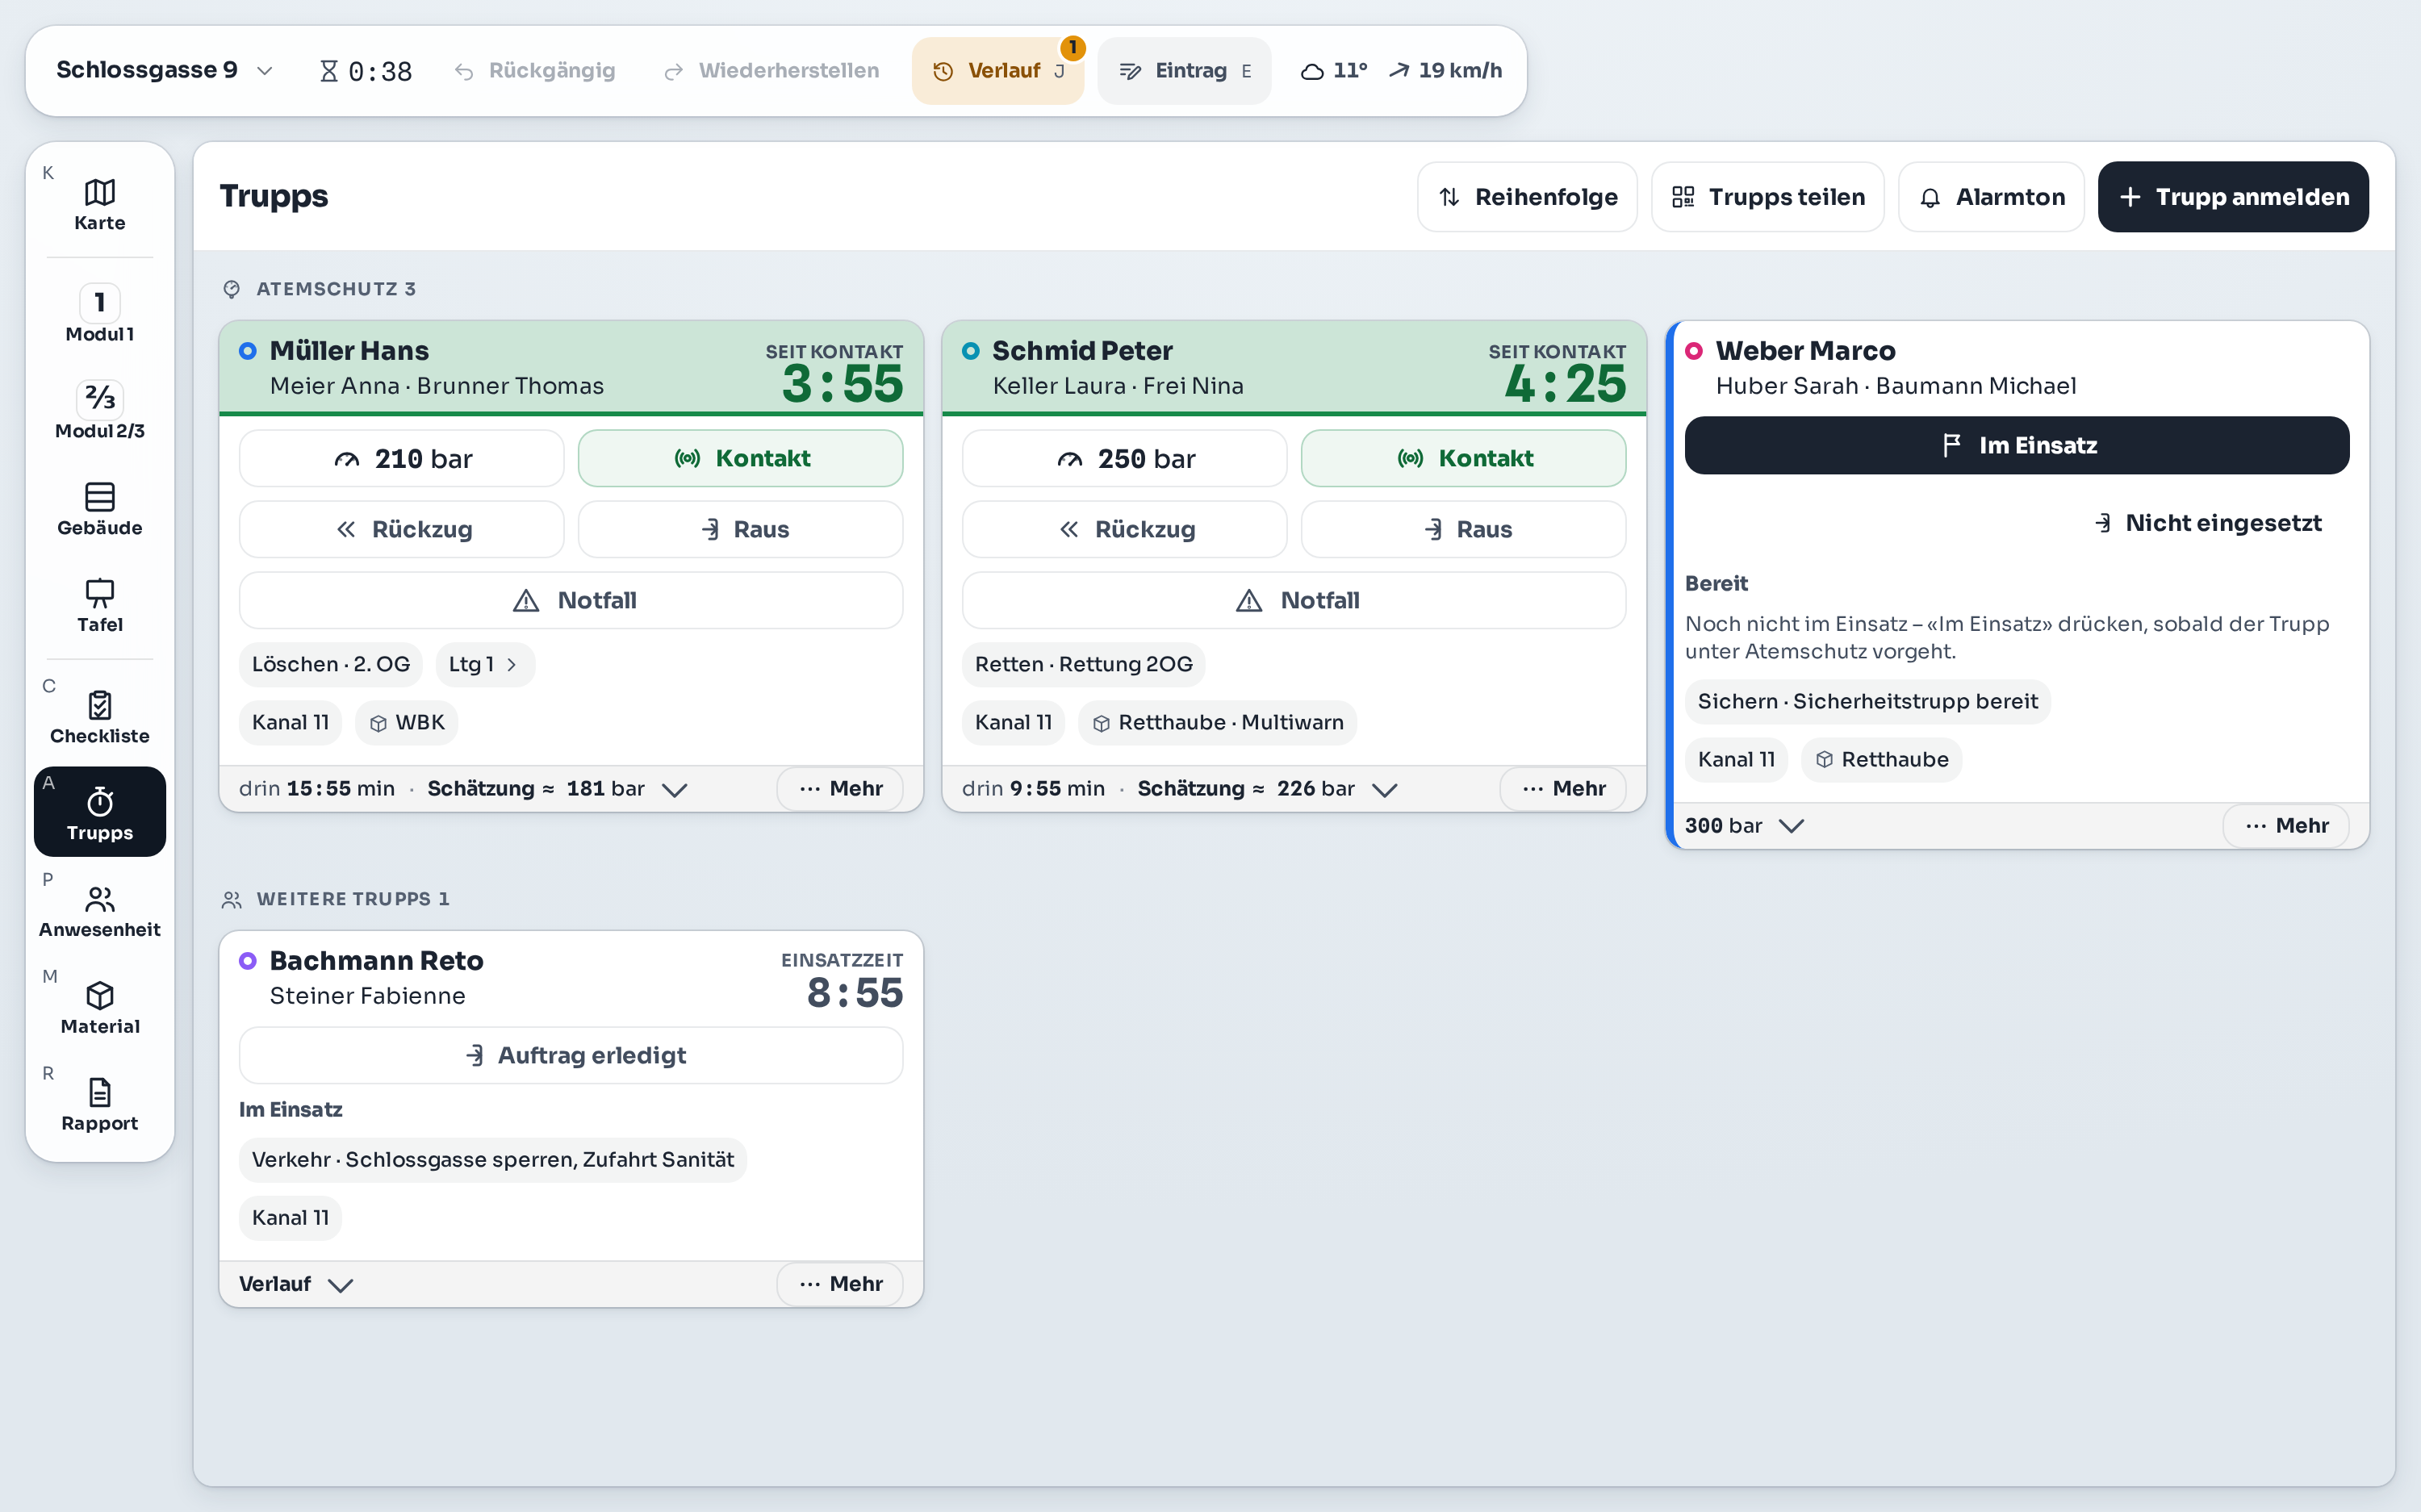 Schlossgasse 9 0:38 Rückgängig Wiederherstellen Verlauf J 1 Eintrag E 11° 19 km/h
K
Karte
1
Modul 1
⅔
Modul 2/3
Gebäude
Tafel
C
Checkliste
A
Trupps
P
Anwesenheit
M
Material
R
Rapport
Trupps
Reihenfolge Trupps teilen Alarmton + Trupp anmelden
ATEMSCHUTZ 3
Müller Hans
Meier Anna · Brunner Thomas
SEIT KONTAKT
3:55
210 bar Kontakt
Rückzug Raus
Notfall
Löschen · 2. OG Ltg 1
Kanal 11 WBK
drin 15:55 min · Schätzung ≈ 181 bar ··· Mehr
Schmid Peter
Keller Laura · Frei Nina
SEIT KONTAKT
4:25
250 bar Kontakt
Rückzug Raus
Notfall
Retten · Rettung 2OG
Kanal 11 Retthaube · Multiwarn
drin 9:55 min · Schätzung ≈ 226 bar ··· Mehr
Weber Marco
Huber Sarah · Baumann Michael
Im Einsatz
Nicht eingesetzt
Bereit
Noch nicht im Einsatz – «Im Einsatz» drücken, sobald der Trupp
unter Atemschutz vorgeht.
Sichern · Sicherheitstrupp bereit
Kanal 11 Retthaube
300 bar ··· Mehr
WEITERE TRUPPS 1
Bachmann Reto
Steiner Fabienne
EINSATZZEIT
8:55
Auftrag erledigt
Im Einsatz
Verkehr · Schlossgasse sperren, Zufahrt Sanität
Kanal 11
Verlauf ··· Mehr